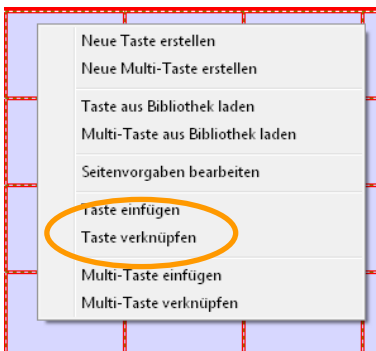 Neue Taste erstellen
Neue Multi-Taste erstellen
Taste aus Bibliothek laden
Multi-Taste aus Bibliothek laden
Seitenvorgaben bearbeiten
Taste einfügen
Taste verknüpfen
Multi-Taste einfügen
Multi-Taste verknüpfen